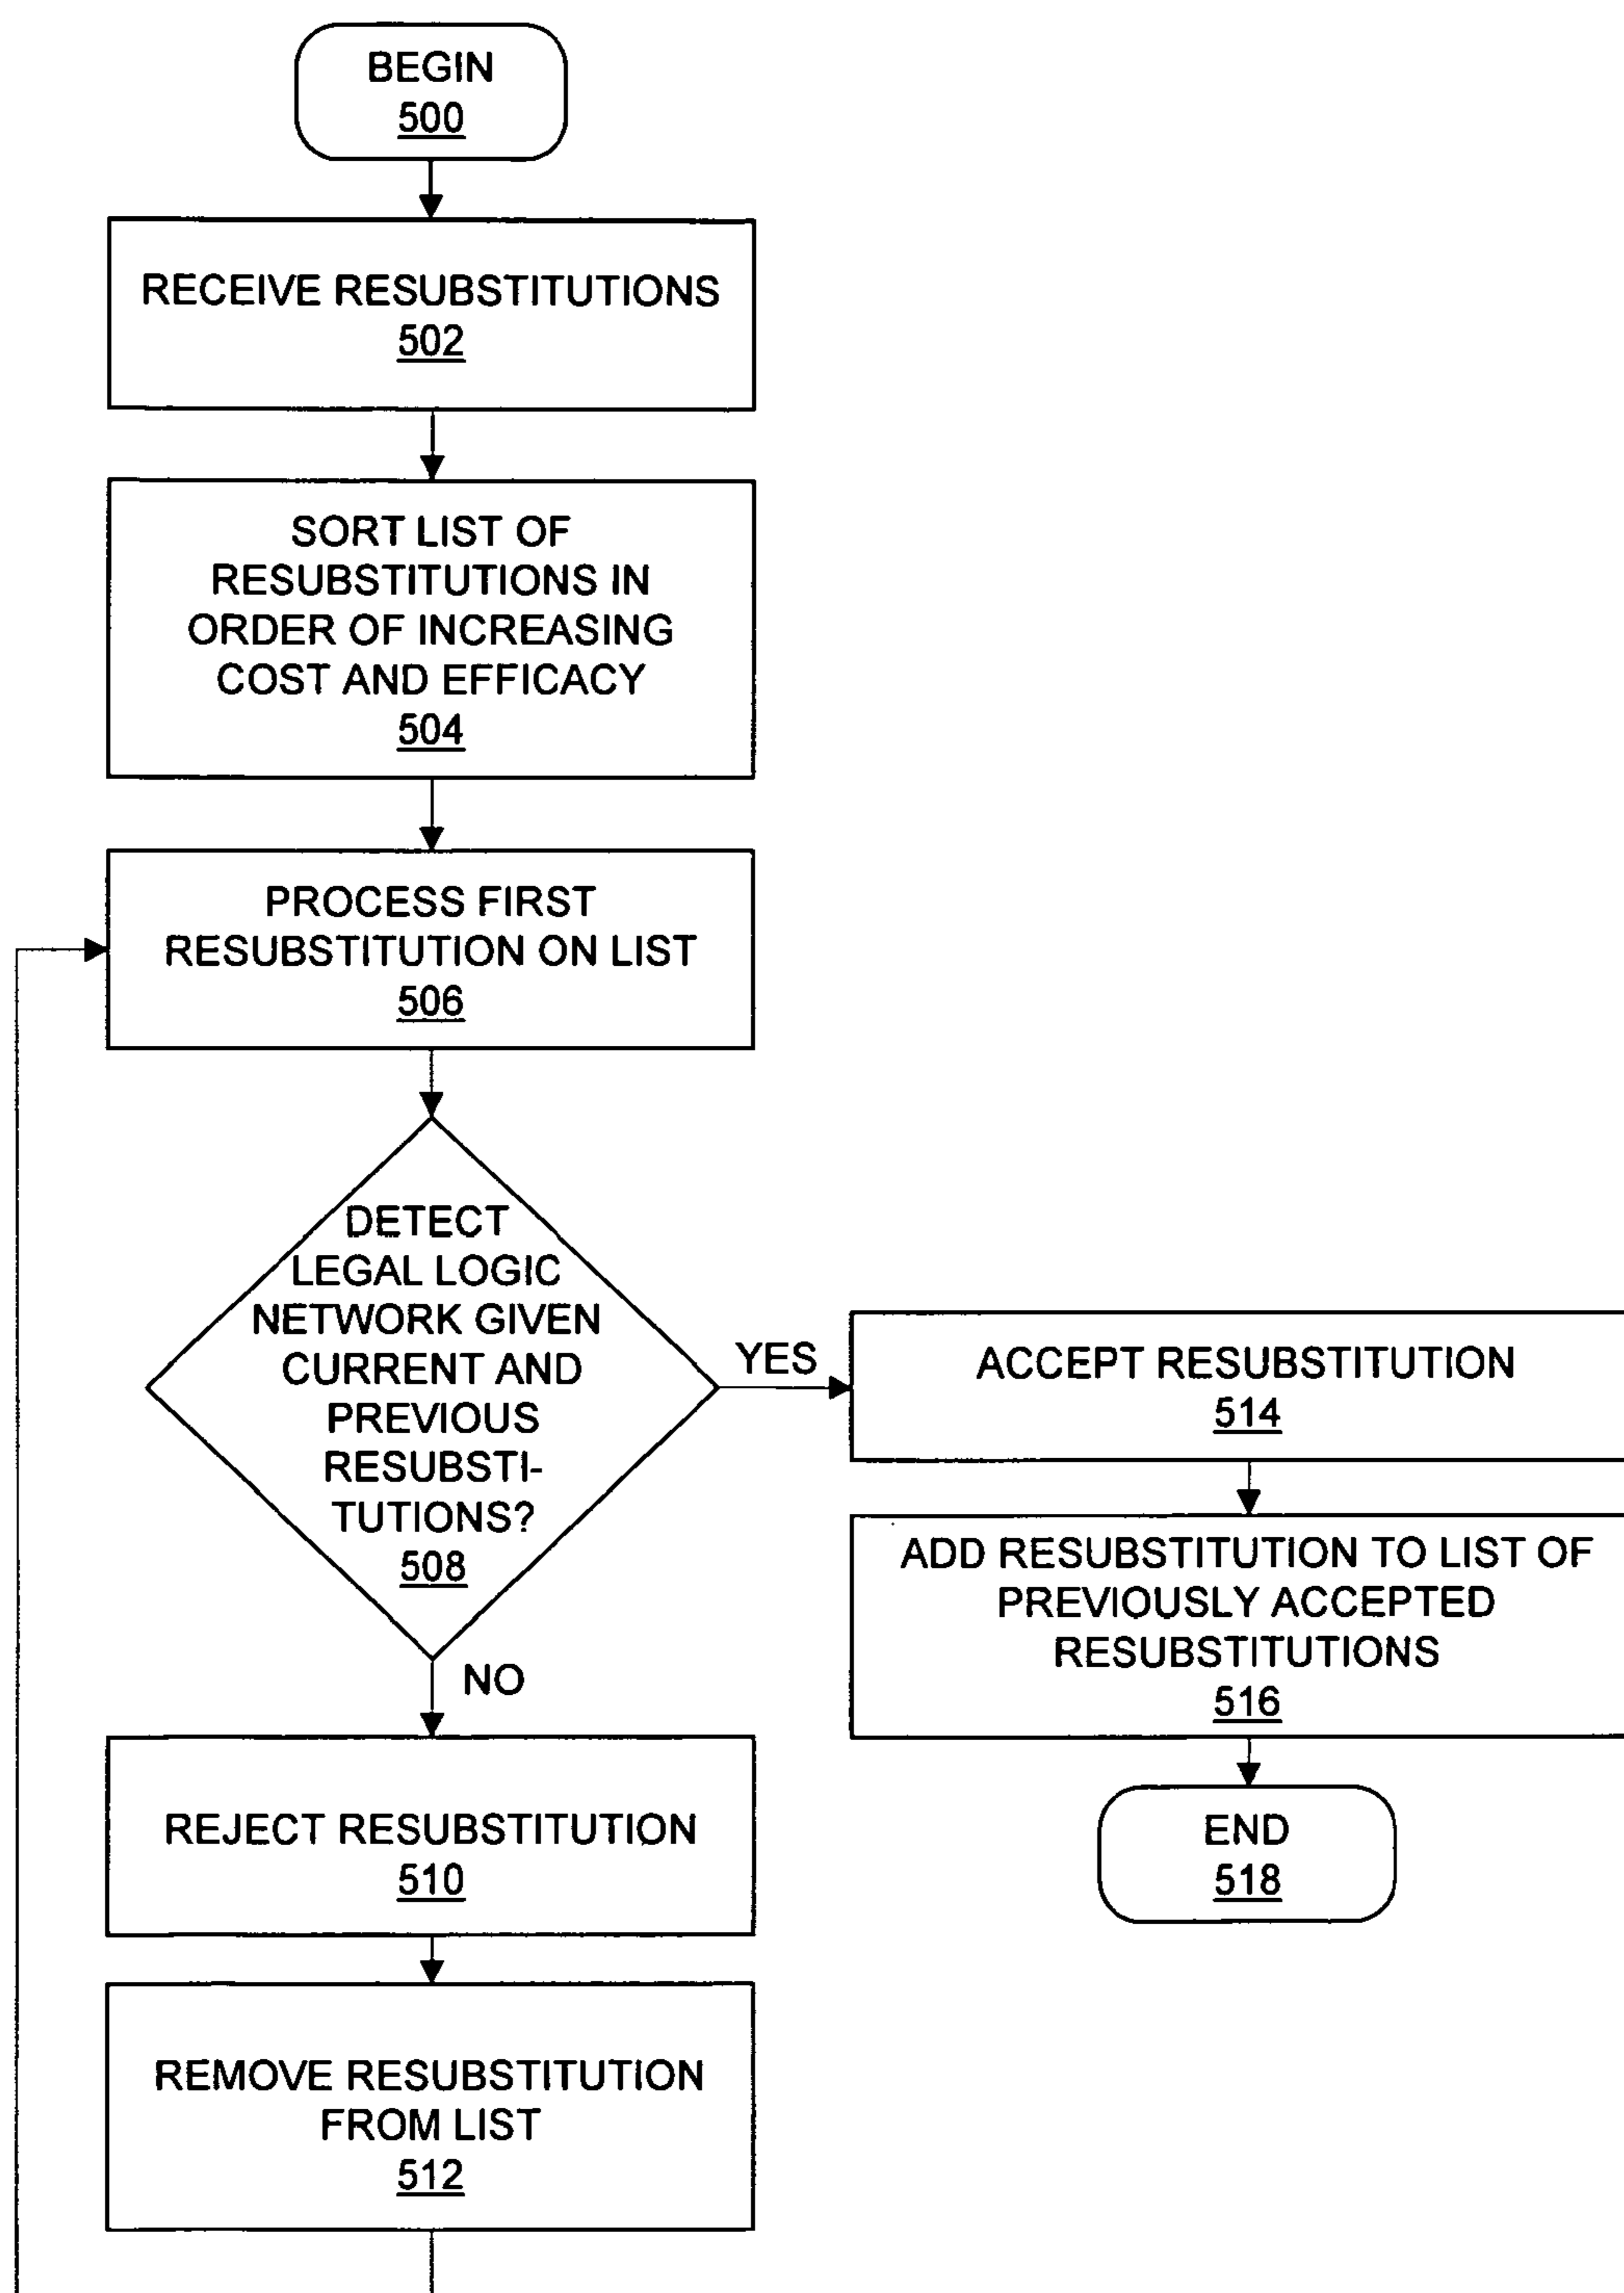 BEGIN
500
RECEIVE RESUBSTITUTIONS
502
SORT LIST OF
RESUBSTITUTIONS IN
ORDER OF INCREASING
COST AND EFFICACY
504
PROCESS FIRST
RESUBSTITUTION ON LIST
506
DETECT
LEGAL LOGIC
NETWORK GIVEN
CURRENT AND
PREVIOUS
RESUBSTI-
TUTIONS?
508
YES
ACCEPT RESUBSTITUTION
514
ADD RESUBSTITUTION TO LIST OF
PREVIOUSLY ACCEPTED
RESUBSTITUTIONS
516
END
518
NO
REJECT RESUBSTITUTION
510
REMOVE RESUBSTITUTION
FROM LIST
512